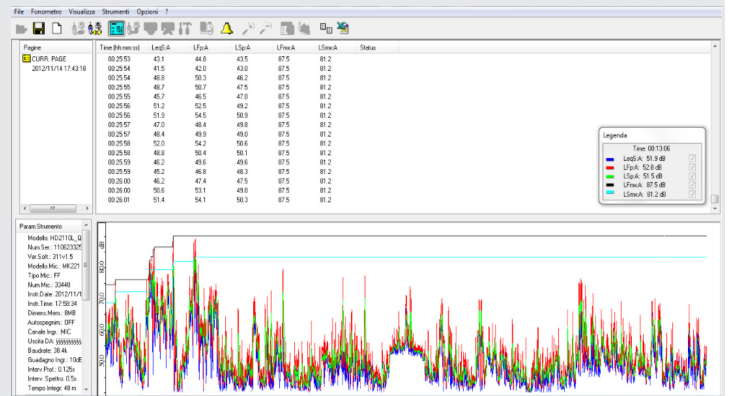 File Fonometro Visualizza Strumenti Opzioni ?
Pagine
CURR. PAGE
2012/11/14 17:43:18
Time (hh:mm:ss) LeqS:A LFp:A LSp:A LFmx:A LSmx:A Status
00:25:53 43.1 44.8 43.5 87.5 81.2
00:25:54 41.5 42.0 43.0 87.5 81.2
00:25:54 48.8 50.3 46.2 87.5 81.2
00:25:55 48.7 50.7 47.5 87.5 81.2
00:25:55 45.7 46.5 47.0 87.5 81.2
00:25:56 51.2 52.5 49.2 87.5 81.2
00:25:56 51.9 54.5 50.9 87.5 81.2
00:25:57 47.0 48.4 49.8 87.5 81.2
00:25:57 48.4 49.9 49.0 87.5 81.2
00:25:58 52.0 54.2 50.6 87.5 81.2
00:25:58 48.8 50.4 50.1 87.5 81.2
00:25:59 46.2 49.6 49.6 87.5 81.2
00:25:59 45.2 46.8 48.3 87.5 81.2
00:26:00 46.2 47.4 47.5 87.5 81.2
00:26:00 50.6 53.1 49.0 87.5 81.2
00:26:01 51.4 54.1 50.3 87.5 81.2
Legenda
Time: 00:13:06
LeqS:A: 51.9 dB
LFp:A: 52.8 dB
LSp:A: 51.5 dB
LFmx:A: 87.5 dB
LSmx:A: 81.2 dB
Param.Strumento
Modello: HD2110L_Q
Num.Ser.: 110623325
Ver.Soft.: 311v1.5
Modello Mic.: MK221
Tipo Mic.: FF
Num.Mic.: 33448
Instr.Date: 2012/11/1
Instr.Time: 17:58:34
Dimens.Mem.: 8MB
Autospegnim.: OFF
Canale Ingr.: MIC
Uscita DA:
Baudrate: 38.4k
Guadagno Ingr.: 10dE
Interv.Prof.: 0.125s
Interv. Spettro: 0.5s
Tempo Integr: 48 m
dB
80,0
70,0
60,0
50,0